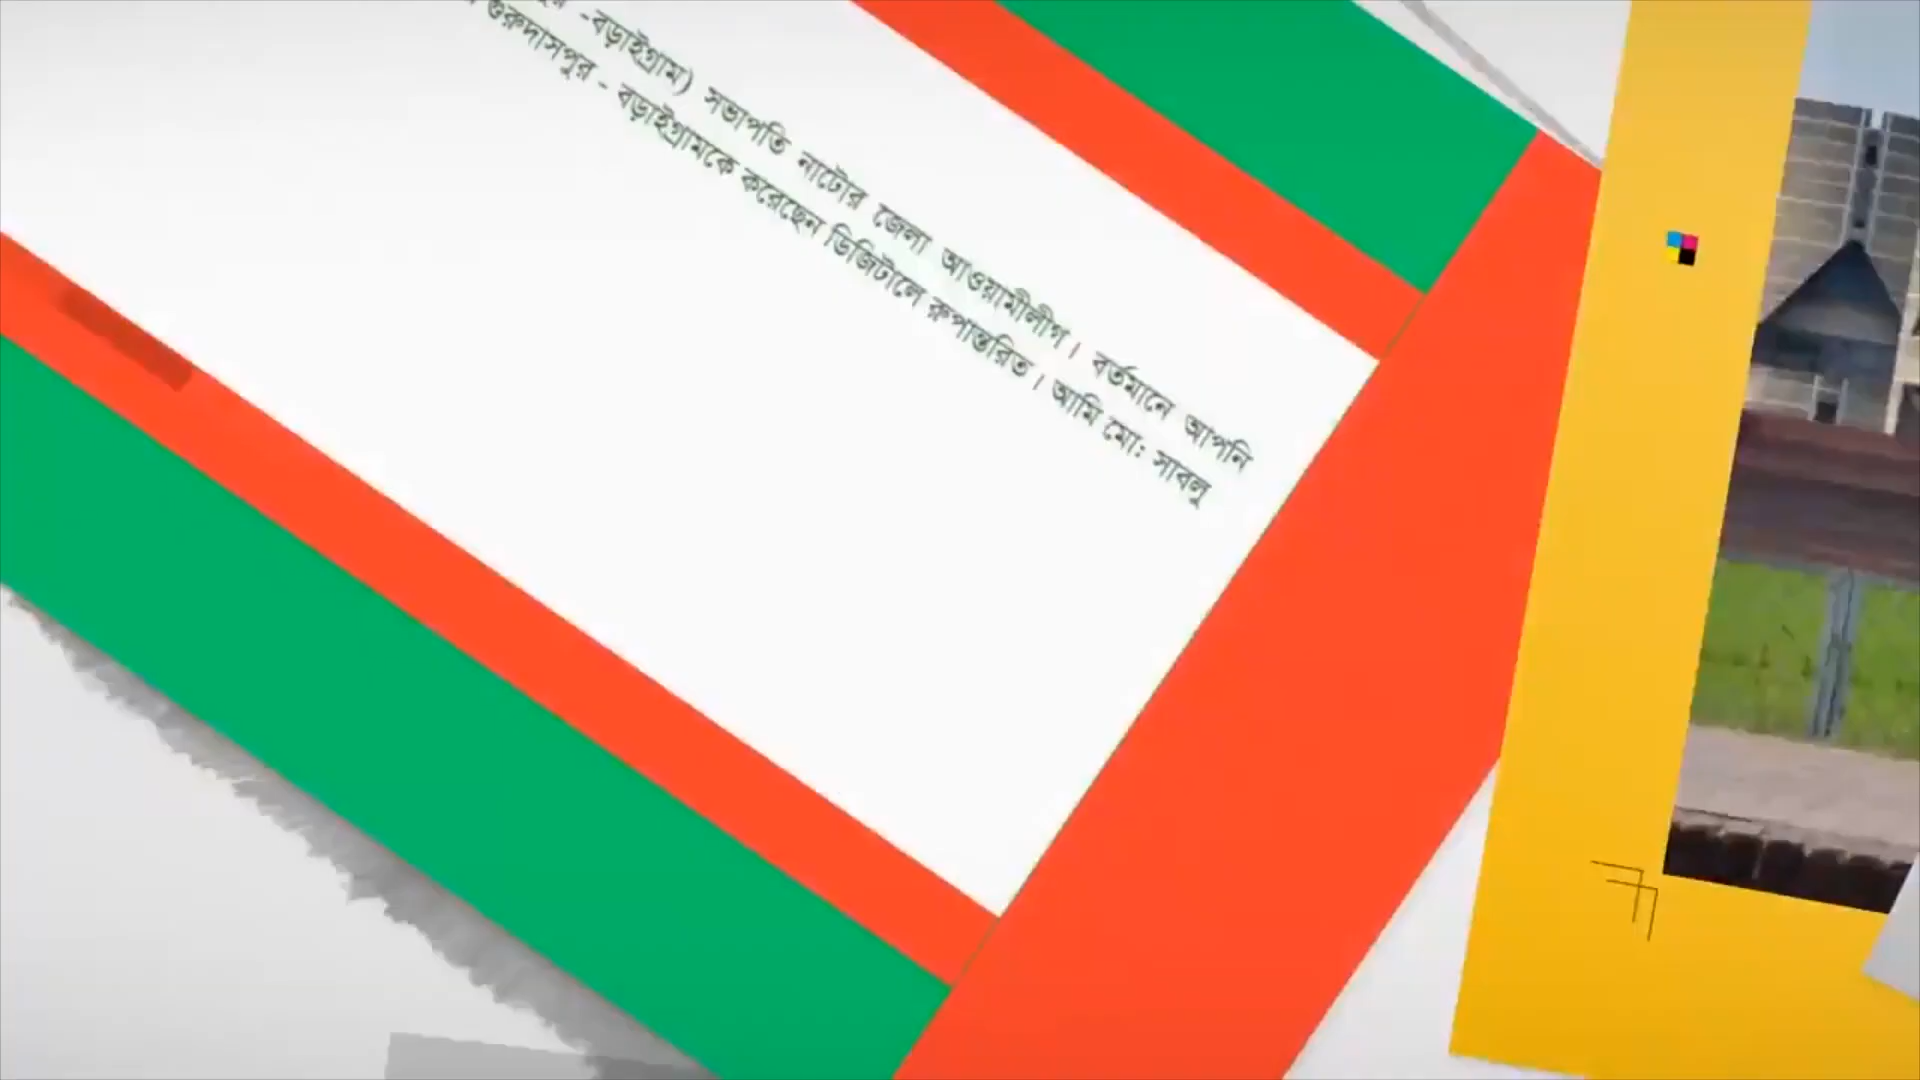 -বড়াইগ্রাম) সভাপতি নাটোর জেলা আওয়ামীলীগ। বর্তমানে আপনি
গুরুদাসপুর - বড়াইগ্রামকে করেছেন ডিজিটালে রুপান্তরিত। আমি মো: সাবলু